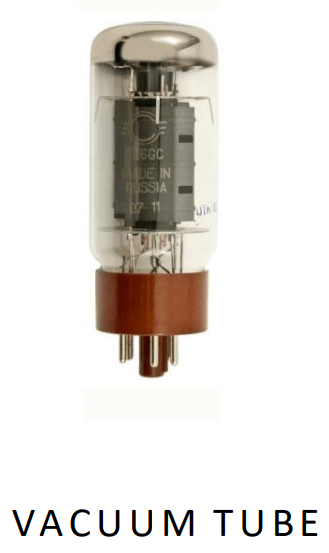 MADE IN
RUSSIA
07 11
VACUUM TUBE